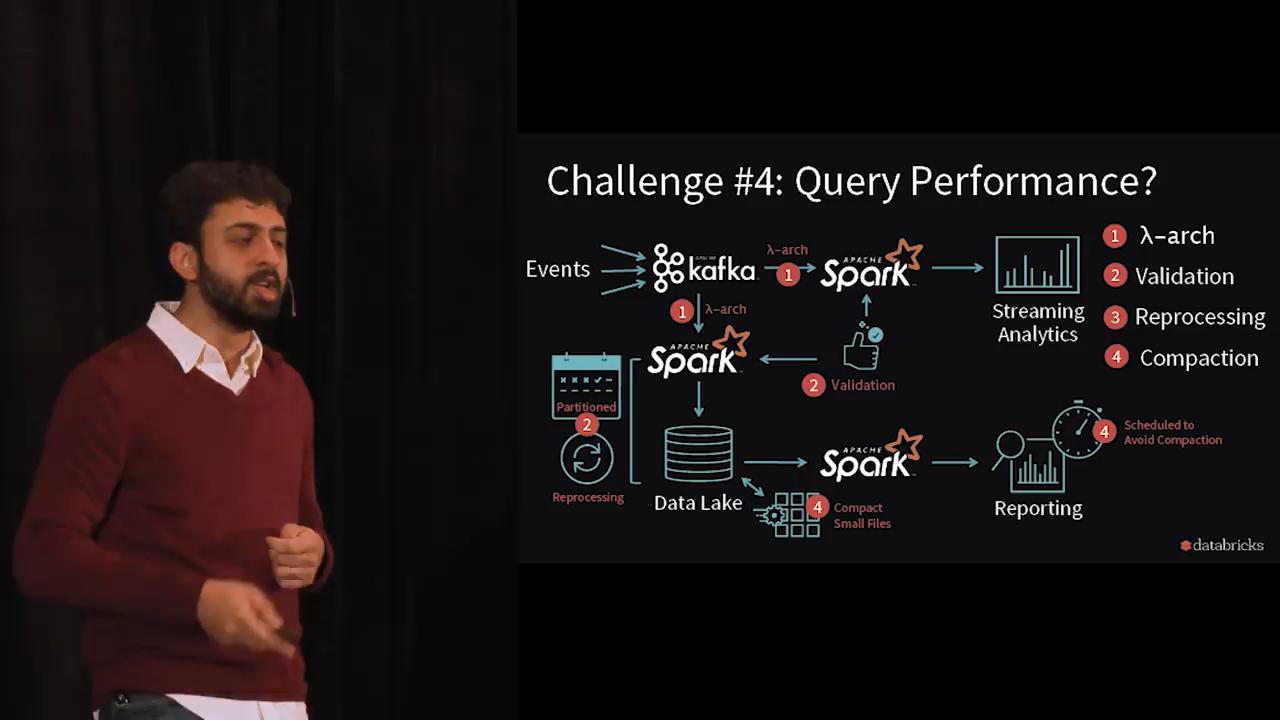 Challenge #4: Query Performance?
Events
kafka
λ-arch
1
APACHE
Spark
Streaming
Analytics
1 λ-arch
2 Validation
3 Reprocessing
4 Compaction
1 λ-arch
APACHE
Spark
2 Validation
Partitioned
2
Reprocessing
Data Lake
4 Compact
Small Files
APACHE
Spark
Reporting
4 Scheduled to
Avoid Compaction
databricks